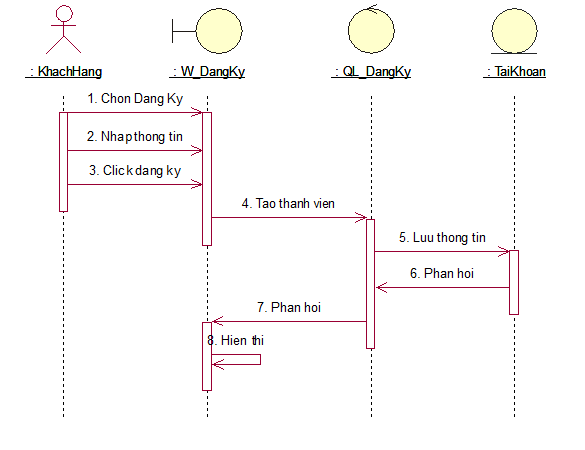 : KhachHang
: W_DangKy
: QL_DangKy
: TaiKhoan
1. Chon Dang Ky
2. Nhap thong tin
3. Click dang ky
4. Tao thanh vien
5. Luu thong tin
6. Phan hoi
7. Phan hoi
8. Hien thi